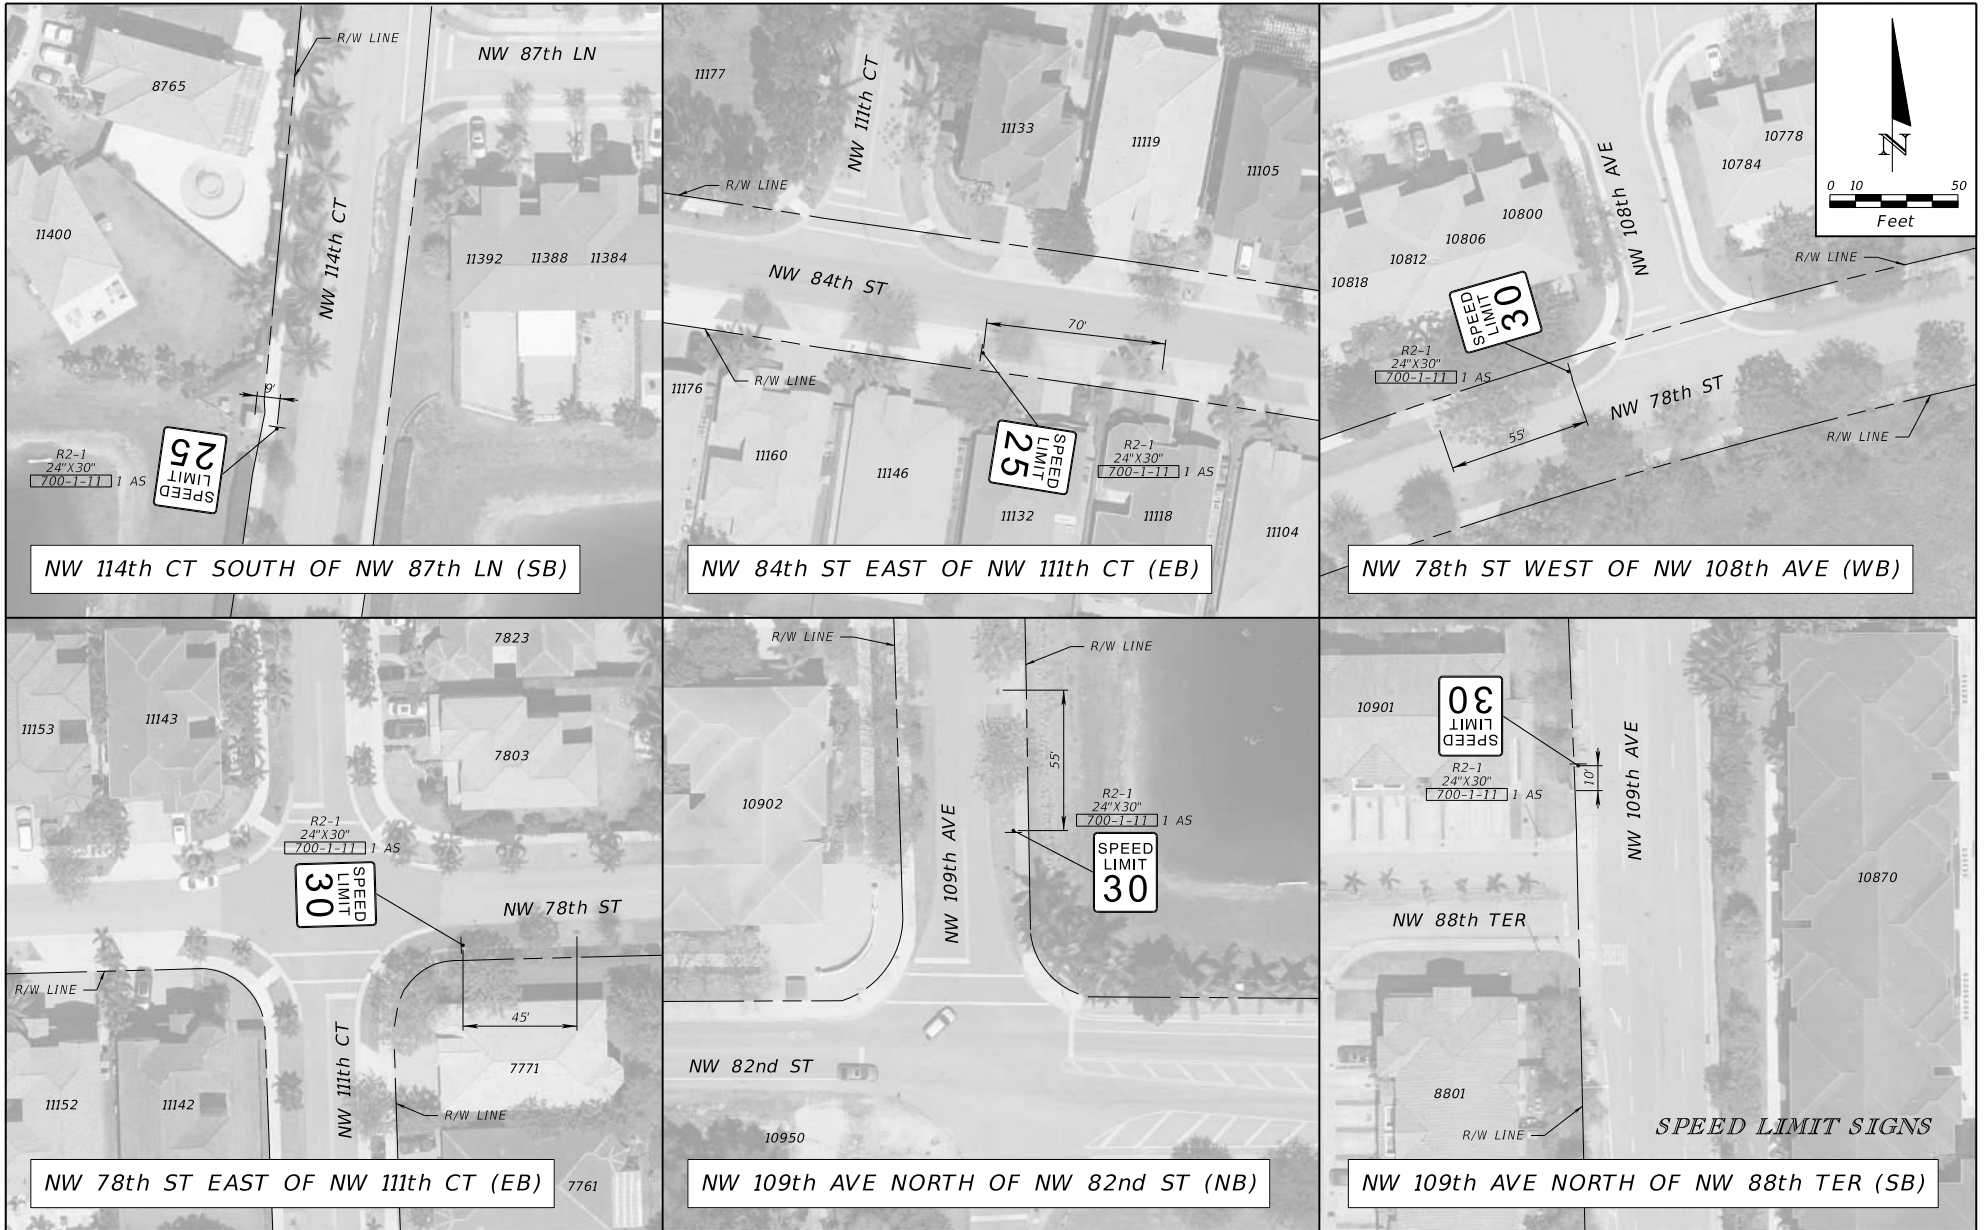 R/W LINE
NW 87th LN
8765
NW 114th CT
11400
11392
11388
11384
9'
SPEED
LIMIT
25
R2-1
24"X30"
700-1-11 1 AS
NW 114th CT SOUTH OF NW 87th LN (SB)
11177
NW 111th CT
11133
11119
11105
R/W LINE
NW 84th ST
70'
R/W LINE
11176
11160
11146
SPEED
LIMIT
25
R2-1
24"X30"
700-1-11 1 AS
11132
11118
11104
NW 84th ST EAST OF NW 111th CT (EB)
N
0 10 50
Feet
10778
10784
NW 108th AVE
10800
10806
10812
10818
R/W LINE
SPEED
LIMIT
30
R2-1
24"X30"
700-1-11 1 AS
NW 78th ST
55'
R/W LINE
NW 78th ST WEST OF NW 108th AVE (WB)
7823
11153
11143
7803
R2-1
24"X30"
700-1-11 1 AS
SPEED
LIMIT
30
NW 78th ST
R/W LINE
45'
NW 111th CT
7771
11152
11142
R/W LINE
7761
NW 78th ST EAST OF NW 111th CT (EB)
R/W LINE
R/W LINE
55'
10902
R2-1
24"X30"
700-1-11 1 AS
SPEED
LIMIT
30
NW 109th AVE
NW 82nd ST
10950
NW 109th AVE NORTH OF NW 82nd ST (NB)
10901
SPEED
LIMIT
30
R2-1
24"X30"
700-1-11 1 AS
10'
NW 109th AVE
10870
NW 88th TER
8801
R/W LINE
SPEED LIMIT SIGNS
NW 109th AVE NORTH OF NW 88th TER (SB)